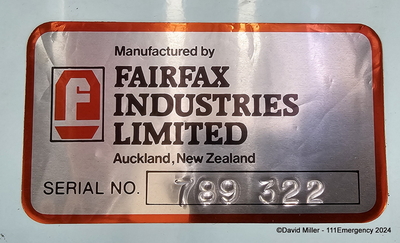 Manufactured by
f
FAIRFAX
INDUSTRIES
LIMITED
Auckland, New Zealand
SERIAL NO. 789 322
©David Miller - 111Emergency 2024